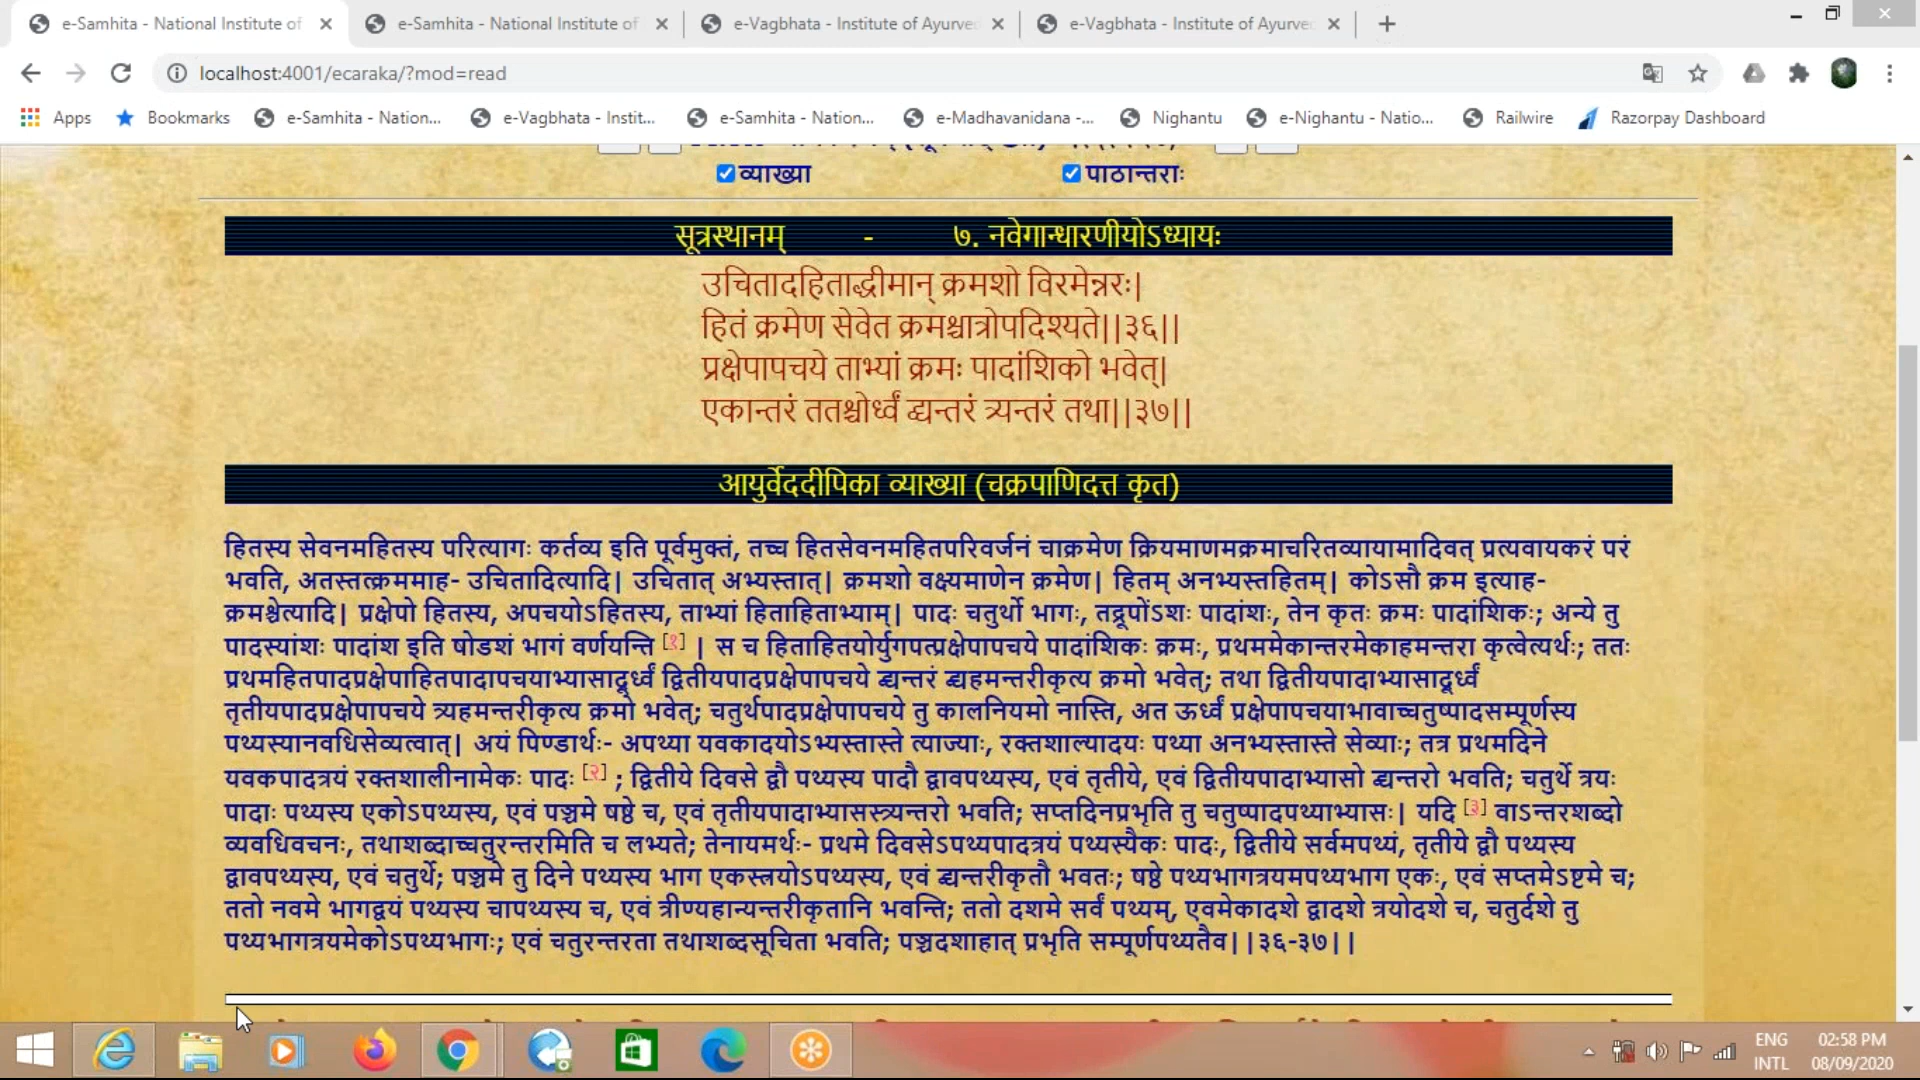 e-Samhita - National Institute of
e-Samhita - National Institute of
e-Vagbhata - Institute of Ayurve
e-Vagbhata - Institute of Ayurve
localhost:4001/ecaraka/?mod=read
Apps
Bookmarks
e-Samhita - Nation...
e-Vagbhata - Instit...
e-Samhita - Nation...
e-Madhavanidana -...
Nighantu
e-Nighantu - Natio...
Railwire
Razorpay Dashboard
व्याख्या
पाठान्तराः
सूत्रस्थानम् - ७. नवेगान्धारणीयोऽध्यायः
उचितादहिताद्धीमान् क्रमशो विरमेन्नरः|
हितं क्रमेण सेवेत क्रमश्चात्रोपदिश्यते||३६||
प्रक्षेपापचये ताभ्यां क्रमः पादांशिको भवेत्|
एकान्तरं ततश्चोर्ध्वं द्व्यन्तरं त्र्यन्तरं तथा||३७||
आयुर्वेददीपिका व्याख्या (चक्रपाणिदत्त कृत)
हितस्य सेवनमहितस्य परित्यागः कर्तव्य इति पूर्वमुक्तं, तच्च हितसेवनमहितपरिवर्जनं चाक्रमेण क्रियमाणमक्रमाचरितव्यायामादिवत् प्रत्यवायकरं परं
भवति, अतस्तत्क्रममाह- उचितादित्यादि| उचितात् अभ्यस्तात्| क्रमशो वक्ष्यमाणेन क्रमेण| हितम् अनभ्यस्तहितम्| कोऽसौ क्रम इत्याह-
क्रमश्चेत्यादि| प्रक्षेपो हितस्य, अपचयोऽहितस्य, ताभ्यां हिताहिताभ्याम्| पादः चतुर्थो भागः, तद्रूपोंऽशः पादांशः, तेन कृतः क्रमः पादांशिकः; अन्ये तु
पादस्यांशः पादांश इति षोडशं भागं वर्णयन्ति [१] | स च हिताहितयोर्युगपत्प्रक्षेपापचये पादांशिकः क्रमः, प्रथममेकान्तरमेकाहमन्तरा कृत्वेत्यर्थः; ततः
प्रथमहितपादप्रक्षेपाहितपादापचयाभ्यासादूर्ध्वं द्वितीयपादप्रक्षेपापचये द्व्यन्तरं द्व्यहमन्तरीकृत्य क्रमो भवेत्; तथा द्वितीयपादाभ्यासादूर्ध्वं
तृतीयपादप्रक्षेपापचये त्र्यहमन्तरीकृत्य क्रमो भवेत्; चतुर्थपादप्रक्षेपापचये तु कालनियमो नास्ति, अत ऊर्ध्वं प्रक्षेपापचयाभावाच्चतुष्पादसम्पूर्णस्य
पथ्यस्यानवधिसेव्यत्वात्| अयं पिण्डार्थः- अपथ्या यवकादयोऽभ्यस्तास्ते त्याज्याः, रक्तशाल्यादयः पथ्या अनभ्यस्तास्ते सेव्याः; तत्र प्रथमदिने
यवकपादत्रयं रक्तशालीनामेकः पादः [२] ; द्वितीये दिवसे द्वौ पथ्यस्य पादौ द्वावपथ्यस्य, एवं तृतीये, एवं द्वितीयपादाभ्यासो द्व्यन्तरो भवति; चतुर्थे त्रयः
पादाः पथ्यस्य एकोऽपथ्यस्य, एवं पञ्चमे षष्ठे च, एवं तृतीयपादाभ्यासस्त्र्यन्तरो भवति; सप्तदिनप्रभृति तु चतुष्पादपथ्याभ्यासः| यदि [३] वाऽन्तरशब्दो
व्यवधिवचनः, तथाशब्दाच्चतुरन्तरमिति च लभ्यते; तेनायमर्थः- प्रथमे दिवसेऽपथ्यपादत्रयं पथ्यस्यैकः पादः, द्वितीये सर्वमपथ्यं, तृतीये द्वौ पथ्यस्य
द्वावपथ्यस्य, एवं चतुर्थे; पञ्चमे तु दिने पथ्यस्य भाग एकस्त्रयोऽपथ्यस्य, एवं द्व्यन्तरीकृतौ भवतः; षष्ठे पथ्यभागत्रयमपथ्यभाग एकः, एवं सप्तमेऽष्टमे च;
ततो नवमे भागद्वयं पथ्यस्य चापथ्यस्य च, एवं त्रीण्यहान्यन्तरीकृतानि भवन्ति; ततो दशमे सर्वं पथ्यम्, एवमेकादशे द्वादशे त्रयोदशे च, चतुर्दशे तु
पथ्यभागत्रयमेकोऽपथ्यभागः; एवं चतुरन्तरता तथाशब्दसूचिता भवति; पञ्चदशाहात् प्रभृति सम्पूर्णपथ्यतैव||३६-३७||
ENG 02:58 PM
INTL 08/09/2020